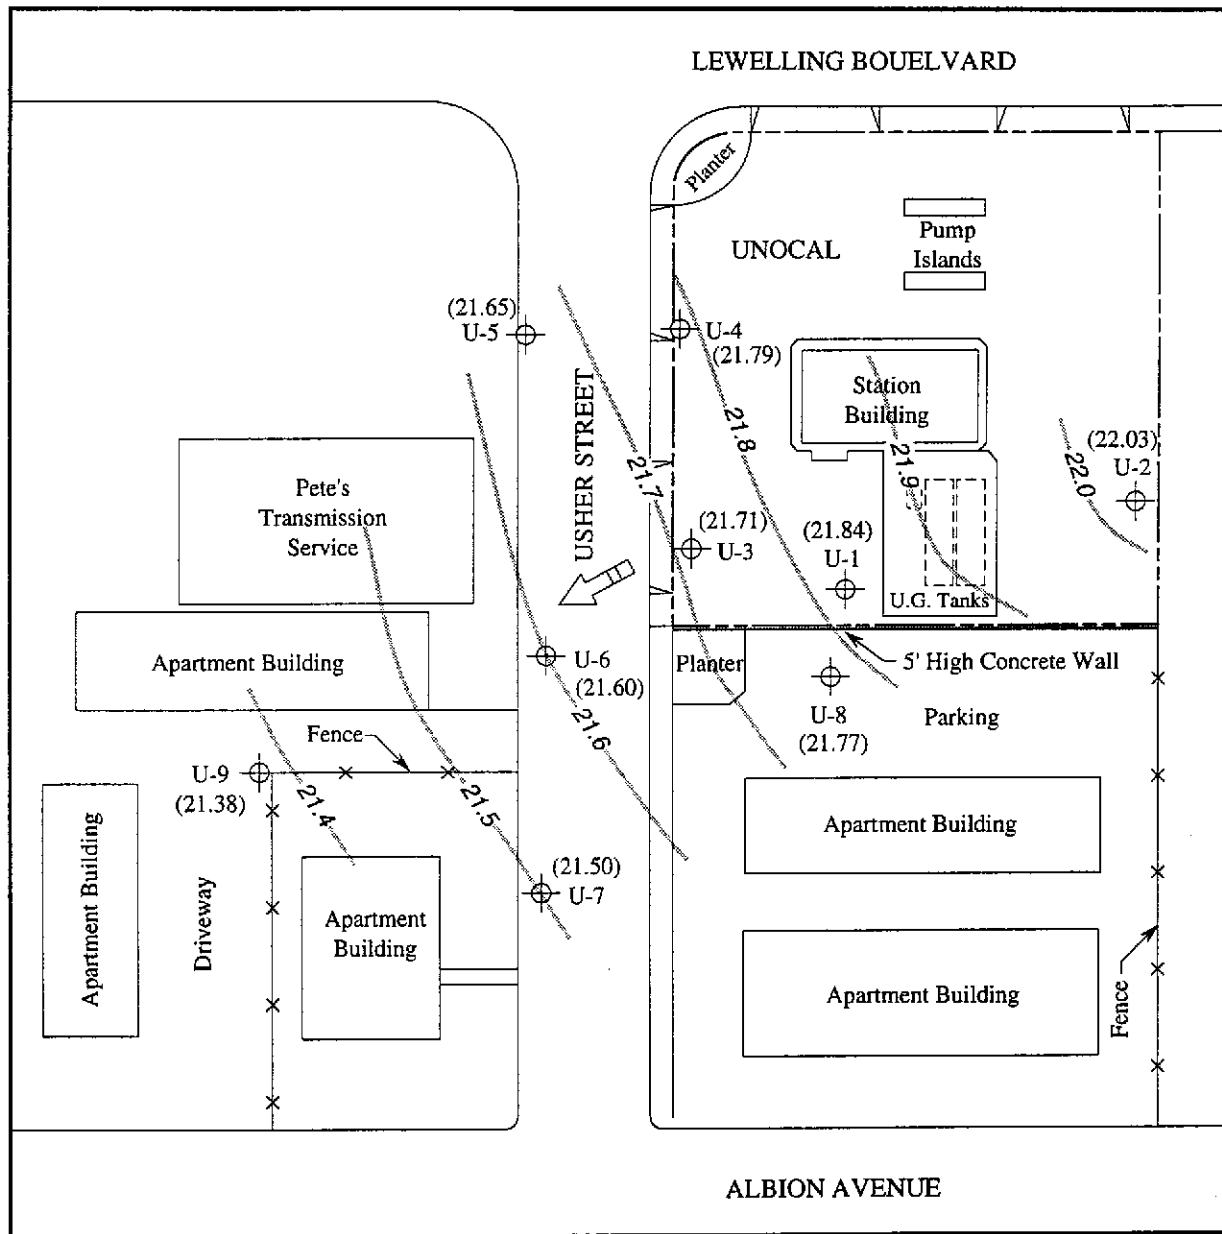 LEWELLING BOUELVARD
Planter
UNOCAL
Pump
Islands
(21.65)
U-5
U-4
(21.79)
Station
Building
USHER STREET
21.8
21.7
21.9
22.0
(22.03)
U-2
Pete's
Transmission
Service
(21.71)
U-3
(21.84)
U-1
U.G. Tanks
Apartment Building
U-6
(21.60)
Planter
5' High Concrete Wall
U-8
(21.77)
Parking
Fence
21.6
U-9
(21.38)
21.4
21.5
Apartment Building
Apartment Building
(21.50)
U-7
Driveway
Apartment
Building
Apartment Building
Fence
ALBION AVENUE